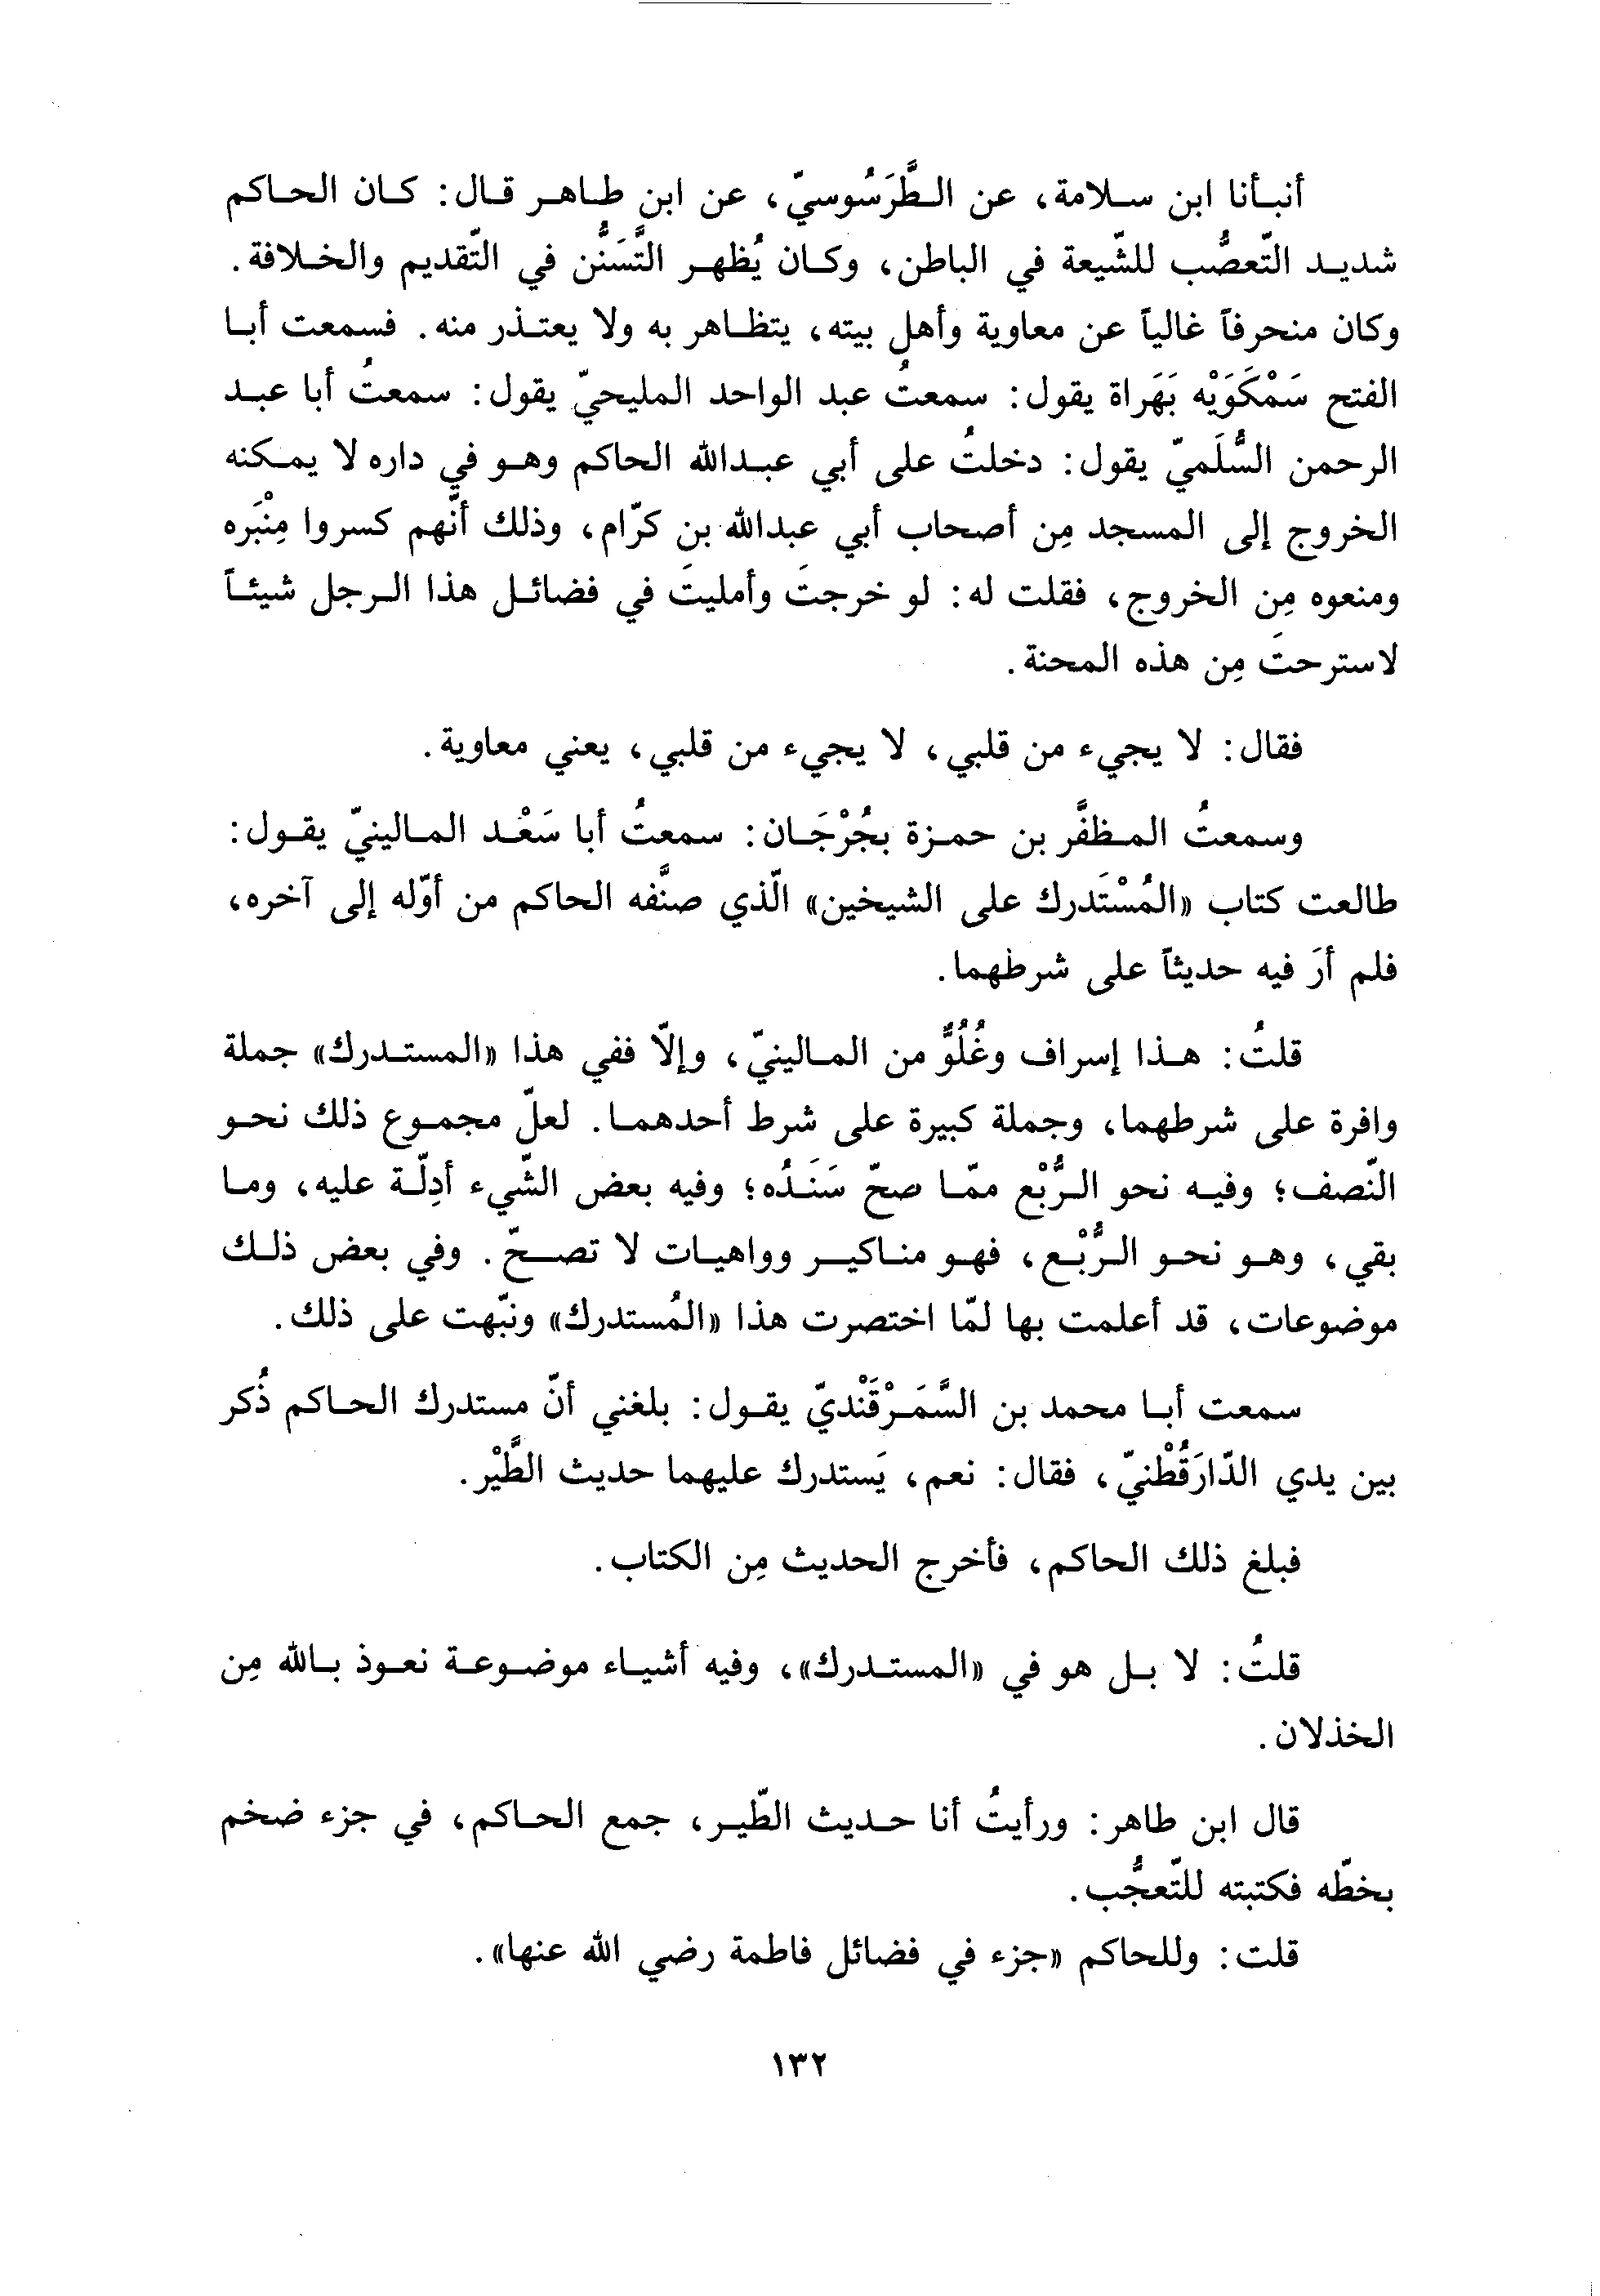 أنبأنا ابن سلامة، عن الطَّرَسُوسيّ، عن ابن طاهر قال: كان الحاكم
شديد التّعصُّب للشّيعة في الباطن، وكان يُظهر التَّسَنُّن في التّقديم والخلافة.
وكان منحرفاً غالياً عن معاوية وأهل بيته، يتظاهر به ولا يعتذر منه. فسمعت أبا
الفتح سَمْكَوَيْه بَهَراة يقول: سمعتُ عبد الواحد المليحيّ يقول: سمعتُ أبا عبد
الرحمن السُّلَميّ يقول: دخلتُ على أبي عبدالله الحاكم وهو في داره لا يمكنه
الخروج إلى المسجد مِن أصحاب أبي عبدالله بن كرّام، وذلك أنّهم كسروا مِنْبَره
ومنعوه مِن الخروج، فقلت له: لو خرجتَ وأمليتَ في فضائل هذا الرجل شيئاً
لاسترحتَ مِن هذه المحنة.
فقال: لا يجيء من قلبي، لا يجيء من قلبي، يعني معاوية.
وسمعتُ المظفَّر بن حمزة بجُرْجَان: سمعتُ أبا سَعْد المالينيّ يقول:
طالعت كتاب «المُسْتَدرك على الشيخين» الّذي صنَّفه الحاكم من أوّله إلى آخره،
فلم أرَ فيه حديثاً على شرطهما.
قلتُ: هذا إسراف وغُلُوٌّ من المالينيّ، وإلّا ففي هذا «المستدرك» جملة
وافرة على شرطهما، وجملة كبيرة على شرط أحدهما. لعلّ مجموع ذلك نحو
النّصف؛ وفيه نحو الرُّبْع ممّا صحّ سَنَدُه؛ وفيه بعض الشّيء أدِلّة عليه، وما
بقي، وهو نحو الرُّبْع، فهو مناكير وواهيات لا تصحّ. وفي بعض ذلك
موضوعات، قد أعلمت بها لمّا اختصرت هذا «المُستدرك» ونبّهت على ذلك.
سمعت أبا محمد بن السَّمَرْقَنْديّ يقول: بلغني أنّ مستدرك الحاكم ذُكر
بين يدي الدّارَقُطْنيّ، فقال: نعم، يَستدرك عليهما حديث الطَّيْر.
فبلغ ذلك الحاكم، فأخرج الحديث مِن الكتاب.
قلتُ: لا بل هو في «المستدرك»، وفيه أشياء موضوعة نعوذ بالله مِن
الخذلان.
قال ابن طاهر: ورأيتُ أنا حديث الطّير، جمع الحاكم، في جزء ضخم
بخطّه فكتبته للتّعجُّب.
قلت: وللحاكم «جزء في فضائل فاطمة رضي الله عنها».
١٣٢